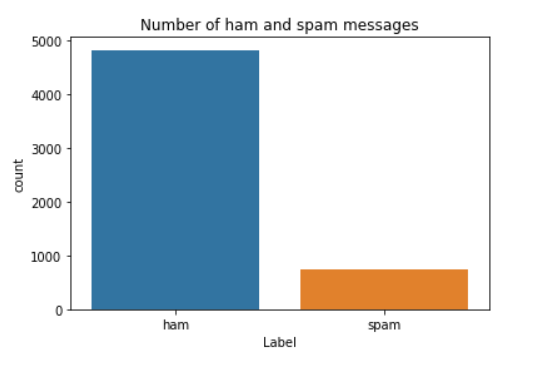 Number of ham and spam messages
5000
4000
3000
2000
1000
0
count
ham
spam
Label